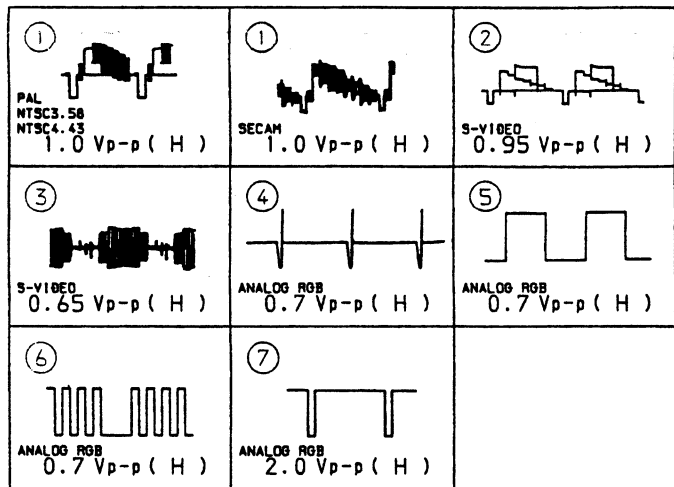 ①
PAL
NTSC3.58
NTSC4.43
1.0 Vp-p ( H )
①
SECAM
1.0 Vp-p ( H )
②
S-VIDEO
0.95 Vp-p ( H )
③
S-VIDEO
0.65 Vp-p ( H )
④
ANALOG RGB
0.7 Vp-p ( H )
⑤
ANALOG RGB
0.7 Vp-p ( H )
⑥
ANALOG RGB
0.7 Vp-p ( H )
⑦
ANALOG RGB
2.0 Vp-p ( H )